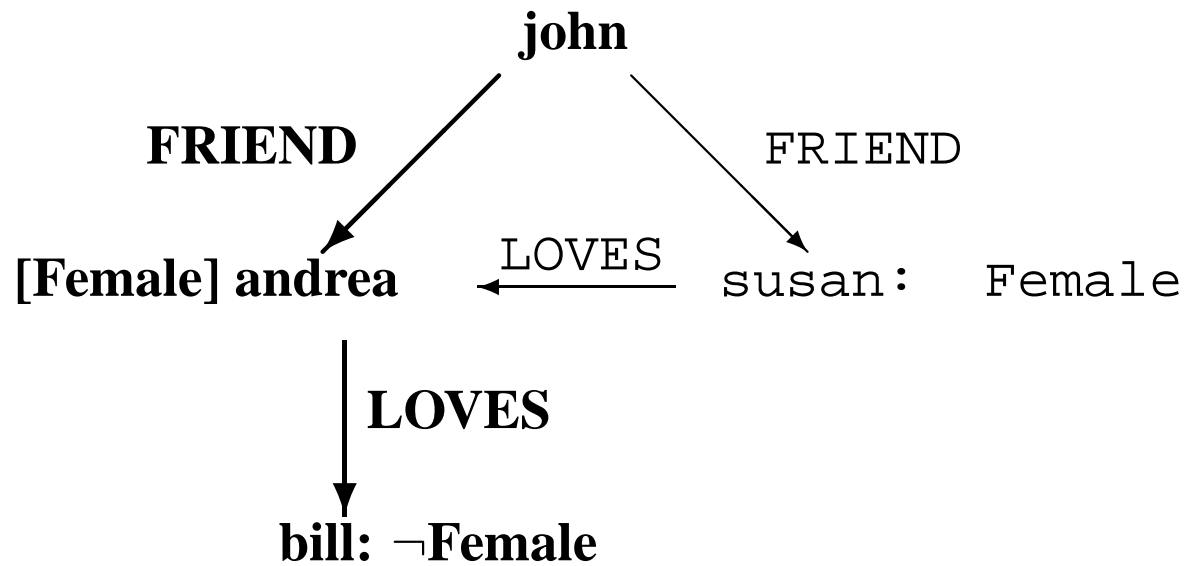 john
FRIEND FRIEND
LOVES
[Female] andrea susan: Female
LOVES
bill: ¬Female